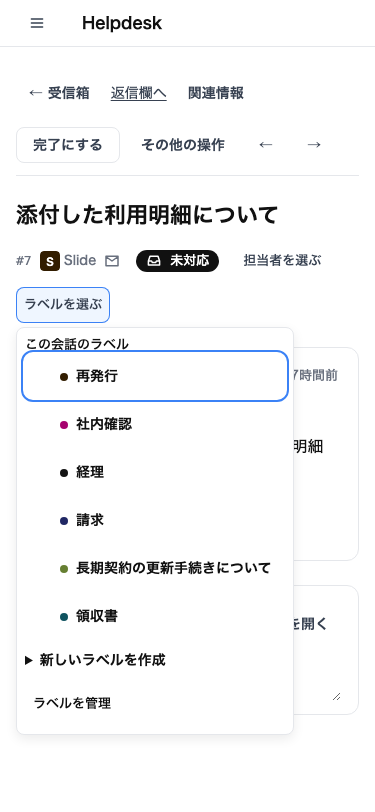 Helpdesk
← 受信箱 返信欄へ 関連情報
完了にする その他の操作 ← →
添付した利用明細について
#7 S Slide 未対応 担当者を選ぶ
ラベルを選ぶ
この会話のラベル
再発行
7時間前
社内確認
明細
経理
請求
長期契約の更新手続きについて
領収書
を開く
▶ 新しいラベルを作成
ラベルを管理